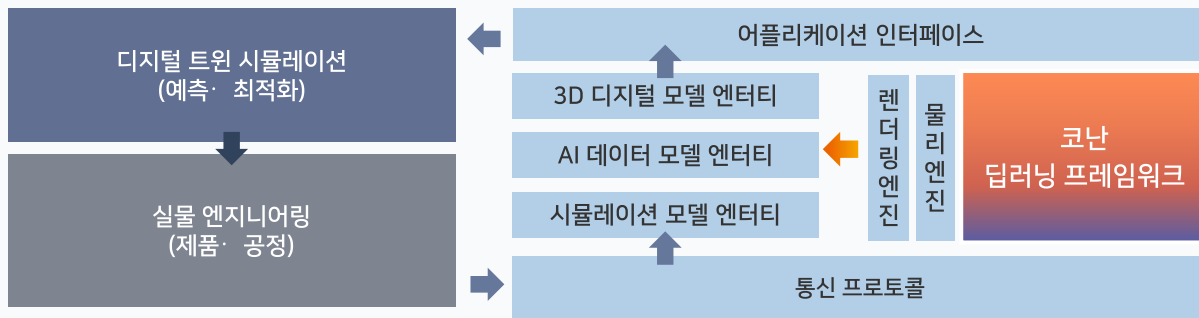 디지털 트윈 시뮬레이션
(예측· 최적화)
실물 엔지니어링
(제품· 공정)
어플리케이션 인터페이스
3D 디지털 모델 엔터티
AI 데이터 모델 엔터티
시뮬레이션 모델 엔터티
렌더링엔진
물리엔진
코난
딥러닝 프레임워크
통신 프로토콜